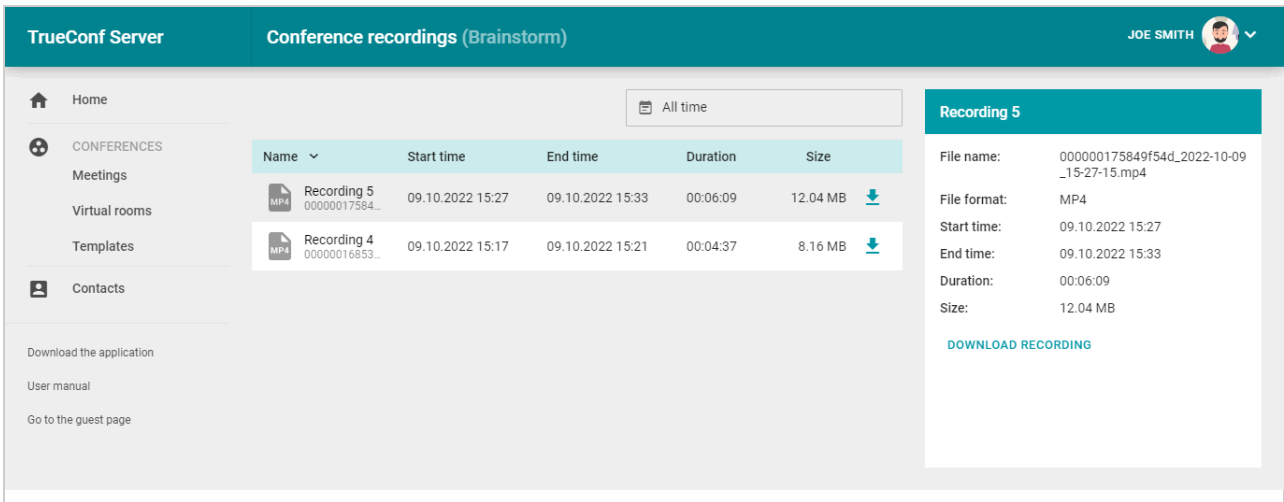 TrueConf Server
Conference recordings (Brainstorm)
JOE SMITH
Home
CONFERENCES
Meetings
Virtual rooms
Templates
Contacts
Download the application
User manual
Go to the guest page
All time
Name Start time End time Duration Size
MP4 Recording 5 09.10.2022 15:27 09.10.2022 15:33 00:06:09 12.04 MB
00000017584...
MP4 Recording 4 09.10.2022 15:17 09.10.2022 15:21 00:04:37 8.16 MB
00000016853...
Recording 5
File name: 000000175849f54d_2022-10-09
_15-27-15.mp4
File format: MP4
Start time: 09.10.2022 15:27
End time: 09.10.2022 15:33
Duration: 00:06:09
Size: 12.04 MB
DOWNLOAD RECORDING